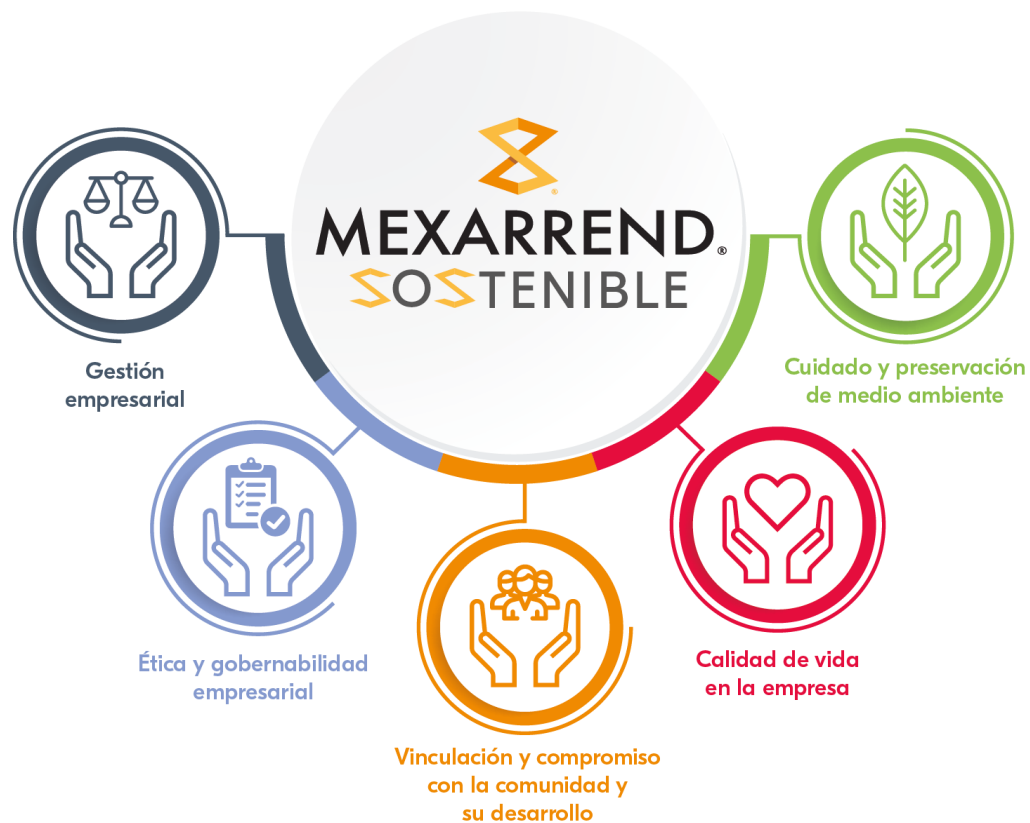 MEXARREND®
SOSTENIBLE
Gestión
empresarial
Ética y gobernabilidad
empresarial
Vinculación y compromiso
con la comunidad y
su desarrollo
Calidad de vida
en la empresa
Cuidado y preservación
de medio ambiente